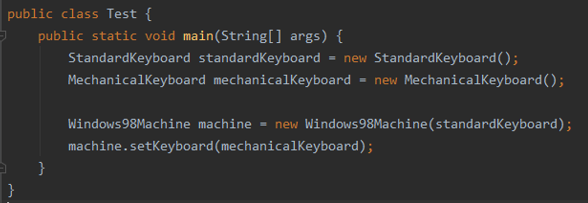 public class Test {
    public static void main(String[] args) {
        StandardKeyboard standardKeyboard = new StandardKeyboard();
        MechanicalKeyboard mechanicalKeyboard = new MechanicalKeyboard();

        Windows98Machine machine = new Windows98Machine(standardKeyboard);
        machine.setKeyboard(mechanicalKeyboard);
    }
}